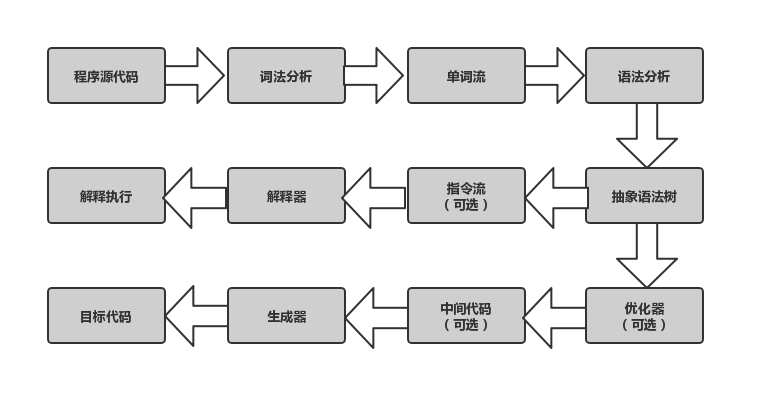 程序源代码
词法分析
单词流
语法分析
解释执行
解释器
指令流
（可选）
抽象语法树
目标代码
生成器
中间代码
（可选）
优化器
（可选）